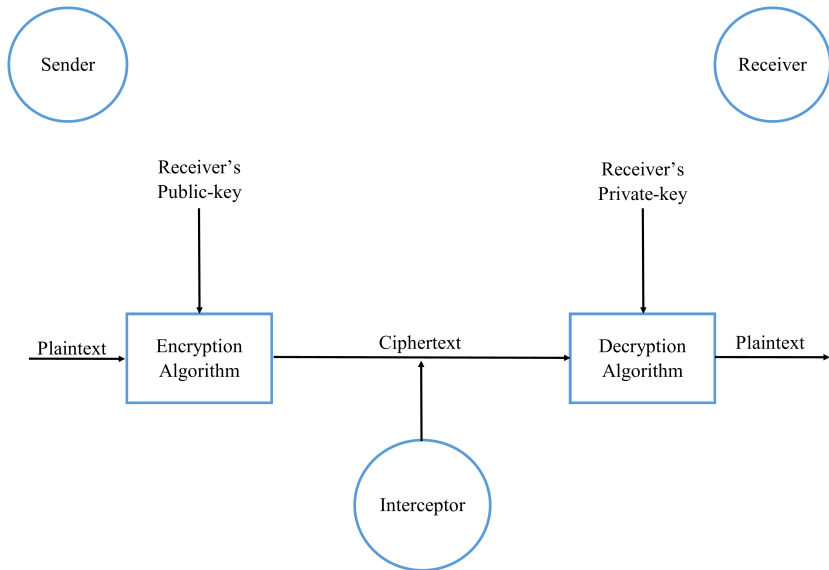 Sender
Receiver
Receiver’s
Public-key
Receiver’s
Private-key
Plaintext
Encryption
Algorithm
Ciphertext
Decryption
Algorithm
Plaintext
Interceptor